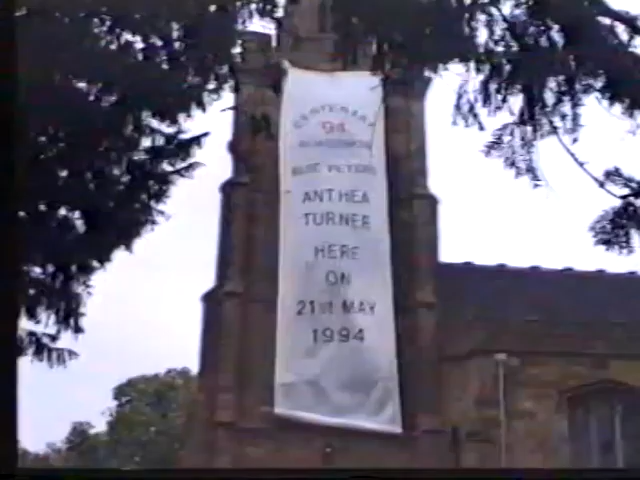 CENTENARY
'94
BLUE PETER'S
ANTHEA
TURNER
HERE
ON
21st MAY
1994